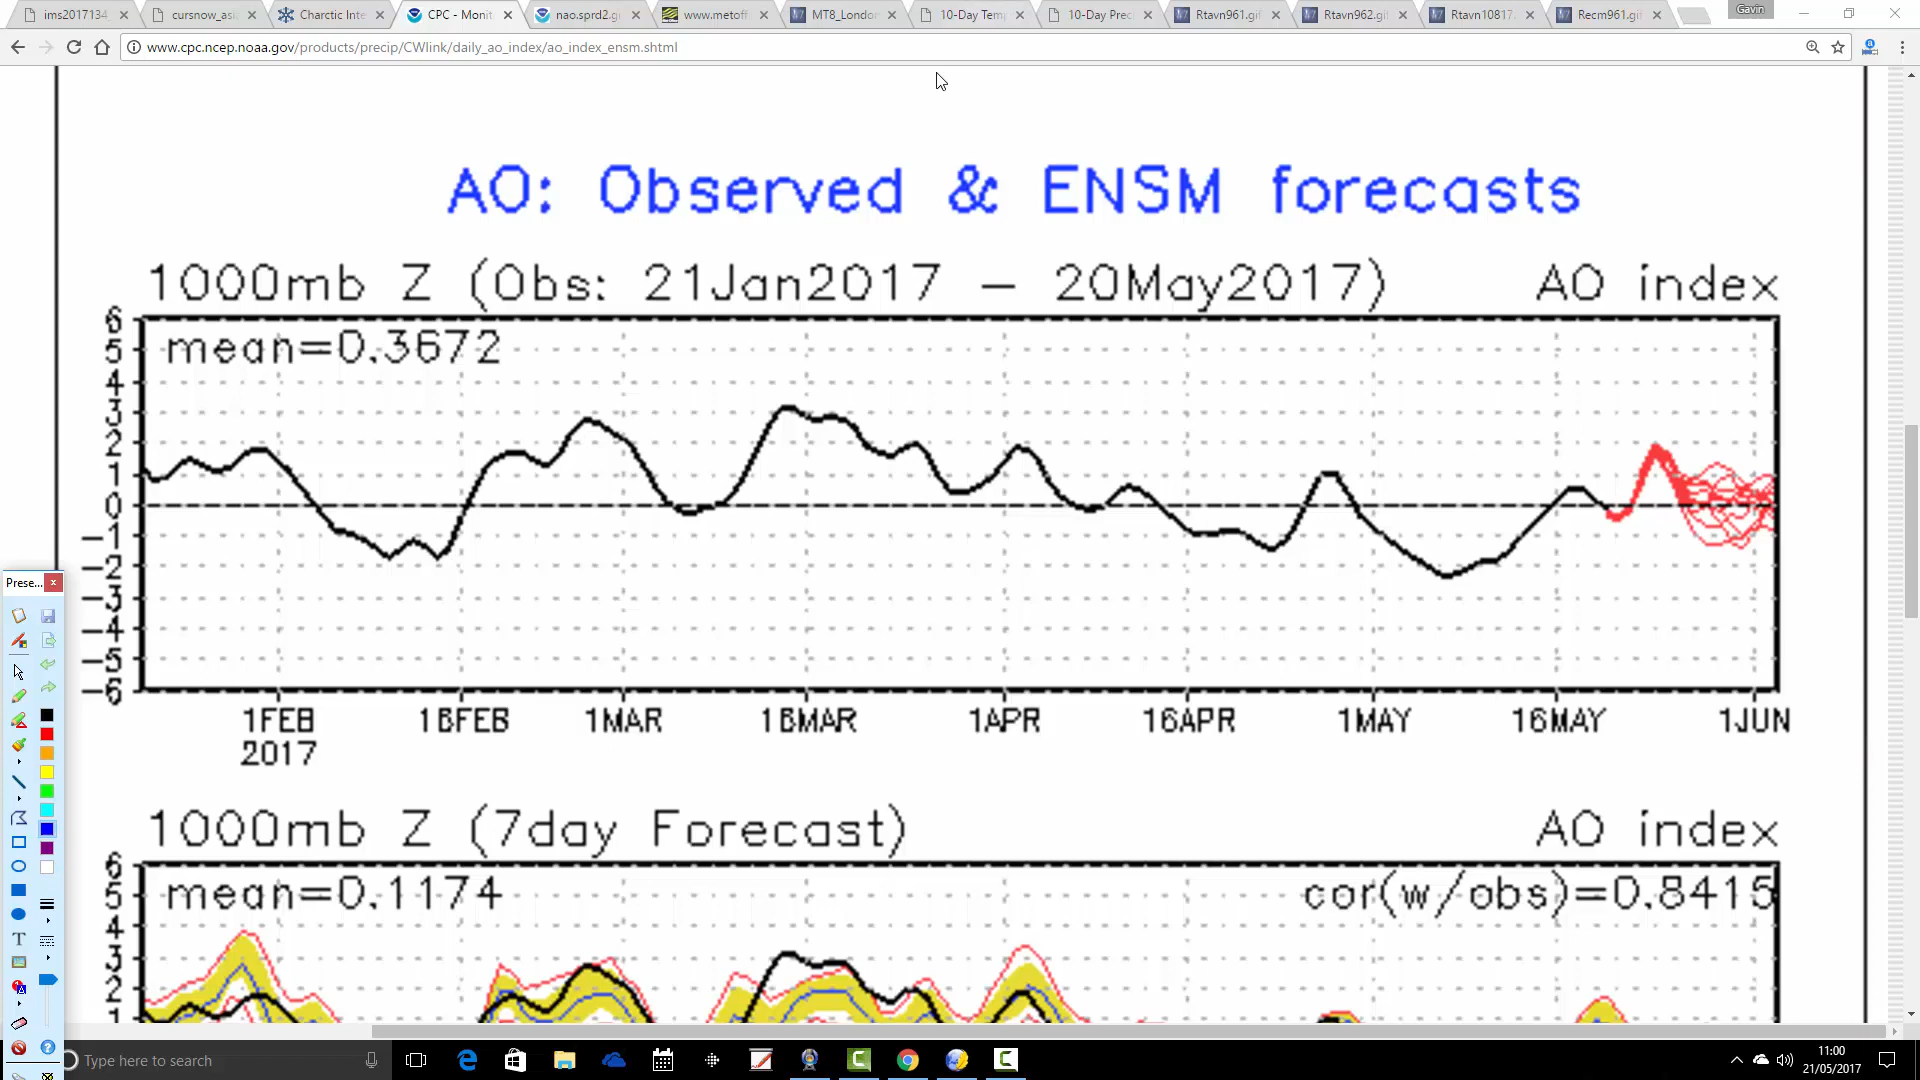 ims2017134
cursnow_asi
Charctic Inte
CPC - Monit
nao.sprd2.gi
www.metoff
MT8_London
10-Day Tem
10-Day Prec
Rtavn961.gif
Rtavn962.gif
Rtavn10817.
Recm961.gif
Gavin
www.cpc.ncep.noaa.gov/products/precip/CWlink/daily_ao_index/ao_index_ensm.shtml
AO: Observed & ENSM forecasts
1000mb Z (Obs: 21Jan2017 – 20May2017) AO index
mean=0.3672
6
5
4
3
2
1
0
−1
−2
−3
−4
−5
−6
1FEB 16FEB 1MAR 16MAR 1APR 16APR 1MAY 16MAY 1JUN
2017
1000mb Z (7day Forecast) AO index
mean=0.1174 cor(w/obs)=0.8415
6
5
4
3
2
1
Prese...
T
Type here to search
11:00
21/05/2017